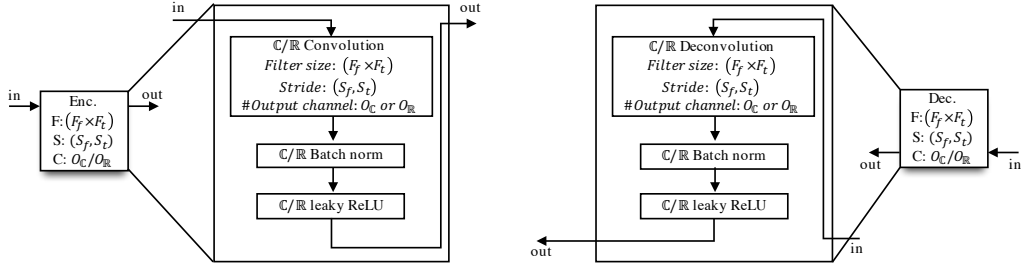 in
out
ℂ/ℝ Convolution
Filter size: (F_f×F_t)
Stride: (S_f,S_t)
#Output channel: O_ℂ or O_ℝ
ℂ/ℝ Batch norm
ℂ/ℝ leaky ReLU
in
out
Enc.
F:(F_f×F_t)
S: (S_f,S_t)
C: O_ℂ/O_ℝ
ℂ/ℝ Deconvolution
Filter size: (F_f×F_t)
Stride: (S_f,S_t)
#Output channel: O_ℂ or O_ℝ
ℂ/ℝ Batch norm
ℂ/ℝ leaky ReLU
out
in
Dec.
F:(F_f×F_t)
S: (S_f,S_t)
C: O_ℂ/O_ℝ
out
in